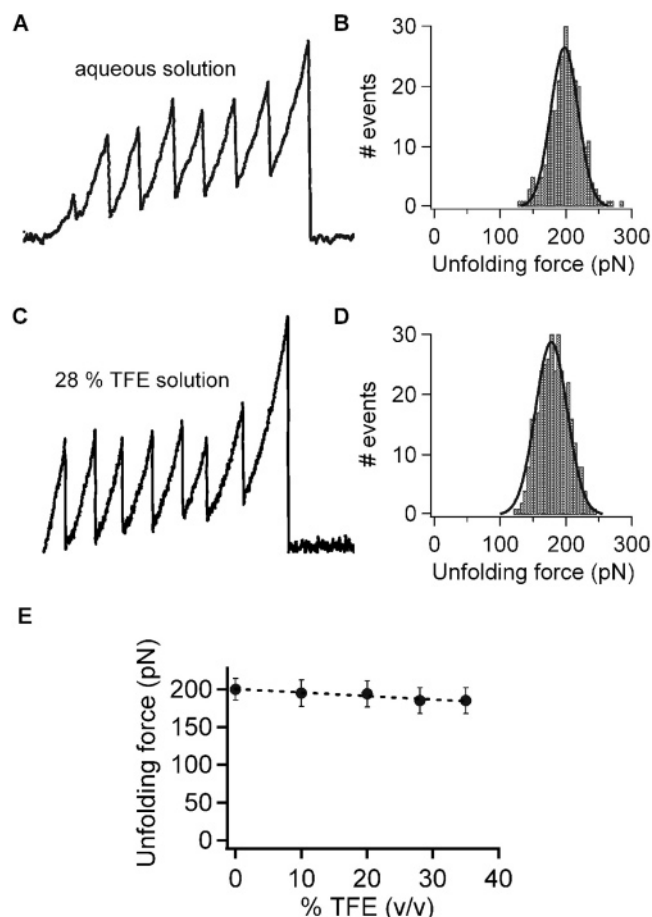 A
aqueous solution
B
30
20
10
0
# events
0 100 200 300
Unfolding force (pN)
C
28 % TFE solution
D
30
20
10
0
# events
0 100 200 300
Unfolding force (pN)
E
Unfolding force (pN)
200
150
100
50
0
0 10 20 30 40
% TFE (v/v)